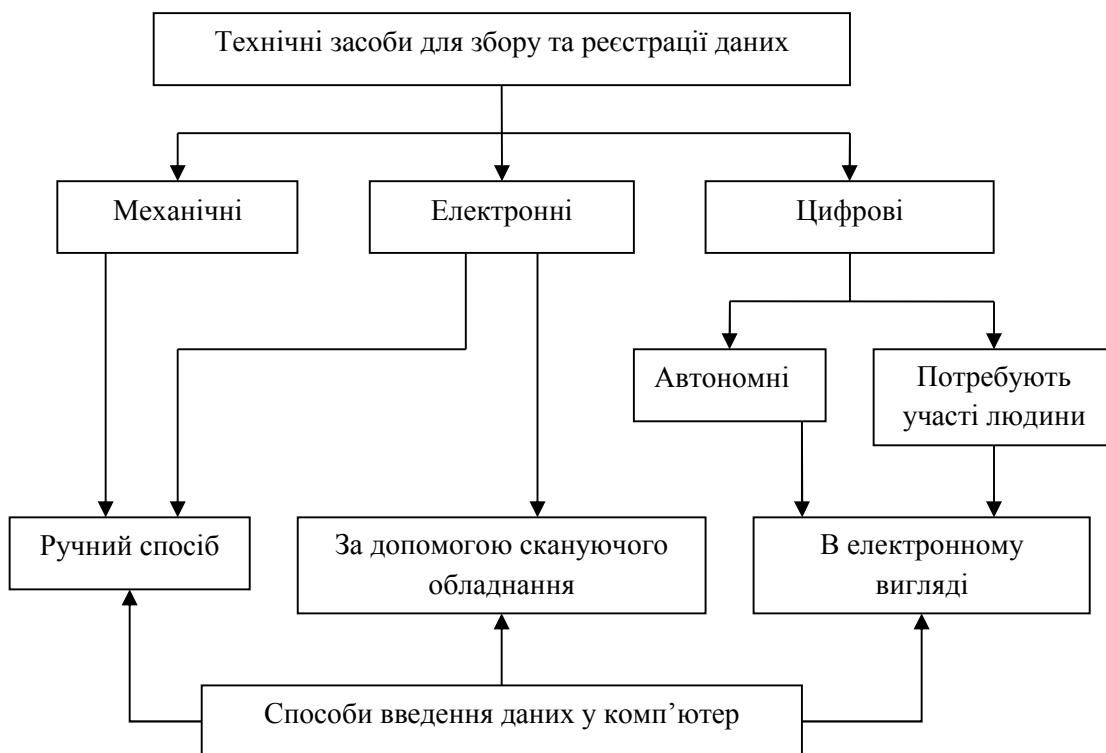 Технічні засоби для збору та реєстрації даних
Механічні
Електронні
Цифрові
Автономні
Потребують
участі людини
Ручний спосіб
За допомогою скануючого
обладнання
В електронному
вигляді
Способи введення даних у комп’ютер